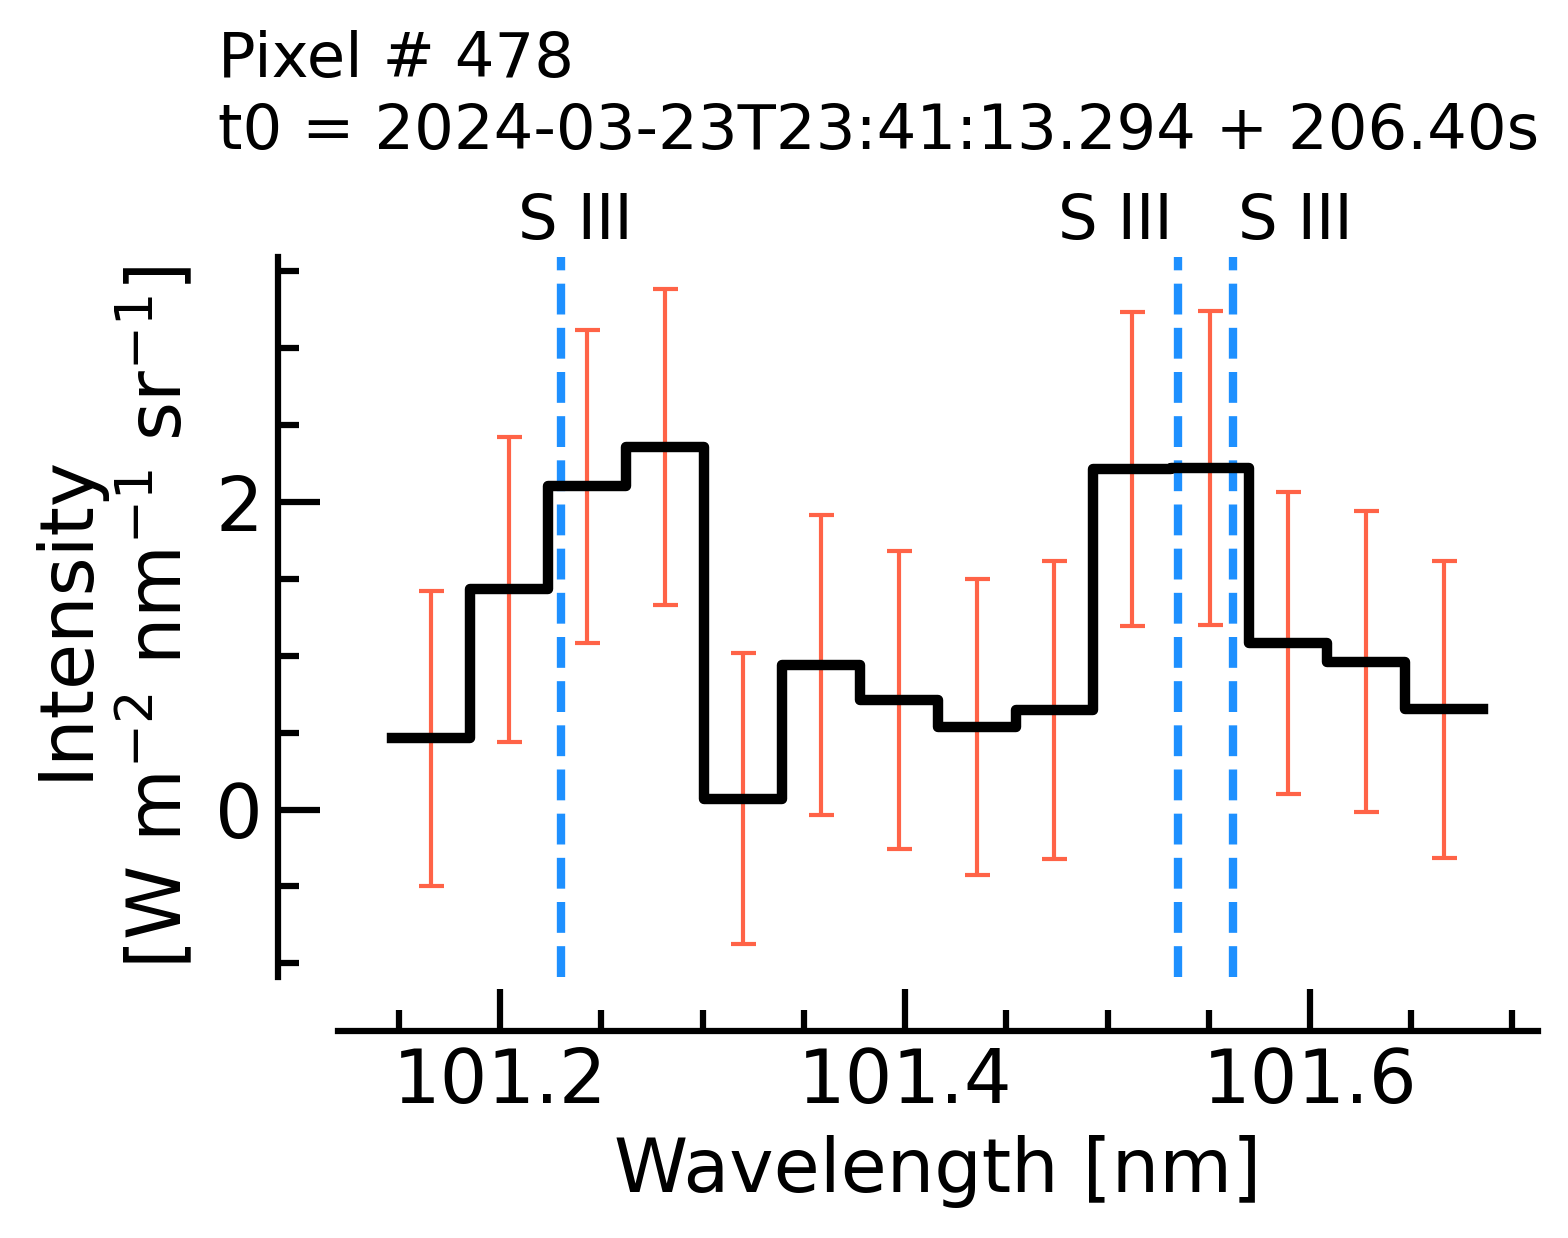 Pixel # 478
t0 = 2024-03-23T23:41:13.294 + 206.40s
S III S III S III
Intensity
[W m⁻² nm⁻¹ sr⁻¹]
2
0
101.2 101.4 101.6
Wavelength [nm]